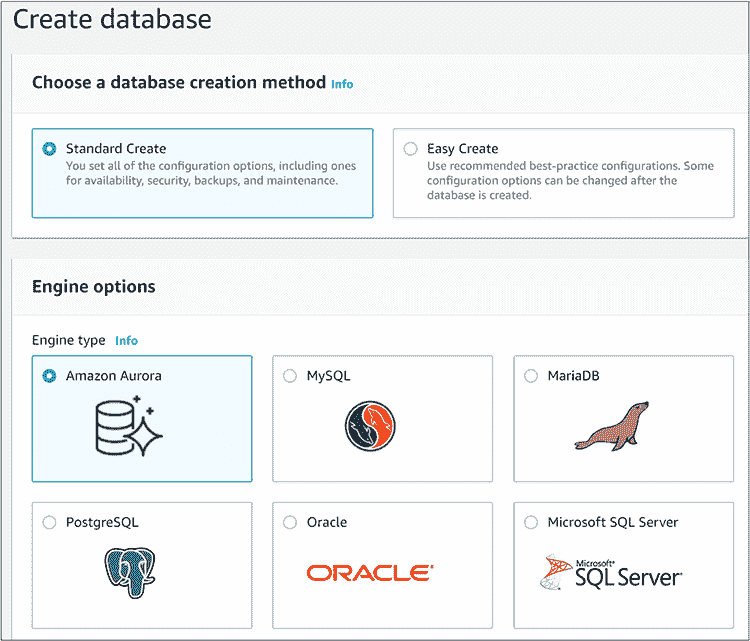 Create database
Choose a database creation method Info
Standard Create
You set all of the configuration options, including ones
for availability, security, backups, and maintenance.
Easy Create
Use recommended best-practice configurations. Some
configuration options can be changed after the
database is created.
Engine options
Engine type Info
Amazon Aurora
MySQL
MariaDB
PostgreSQL
Oracle
ORACLE®
Microsoft SQL Server
Microsoft®
SQL Server®